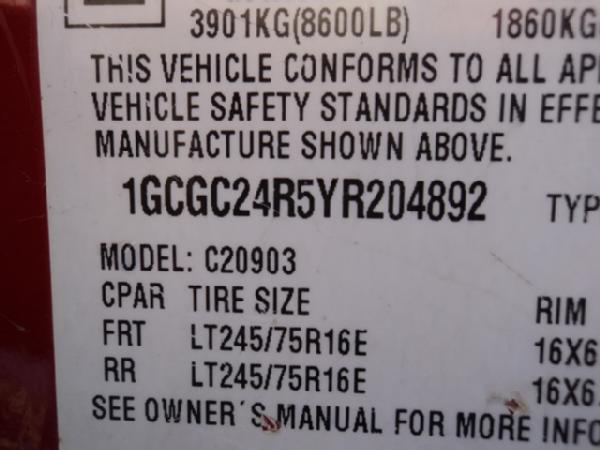 3901KG(8600LB) 1860KG
THIS VEHICLE CONFORMS TO ALL
VEHICLE SAFETY STANDARDS IN
MANUFACTURE SHOWN ABOVE.
1GCGC24R5YR204892
MODEL: C20903
CPAR TIRE SIZE RIM
FRT LT245/75R16E 16X6
RR LT245/75R16E 16X6
SEE OWNER'S MANUAL FOR MORE